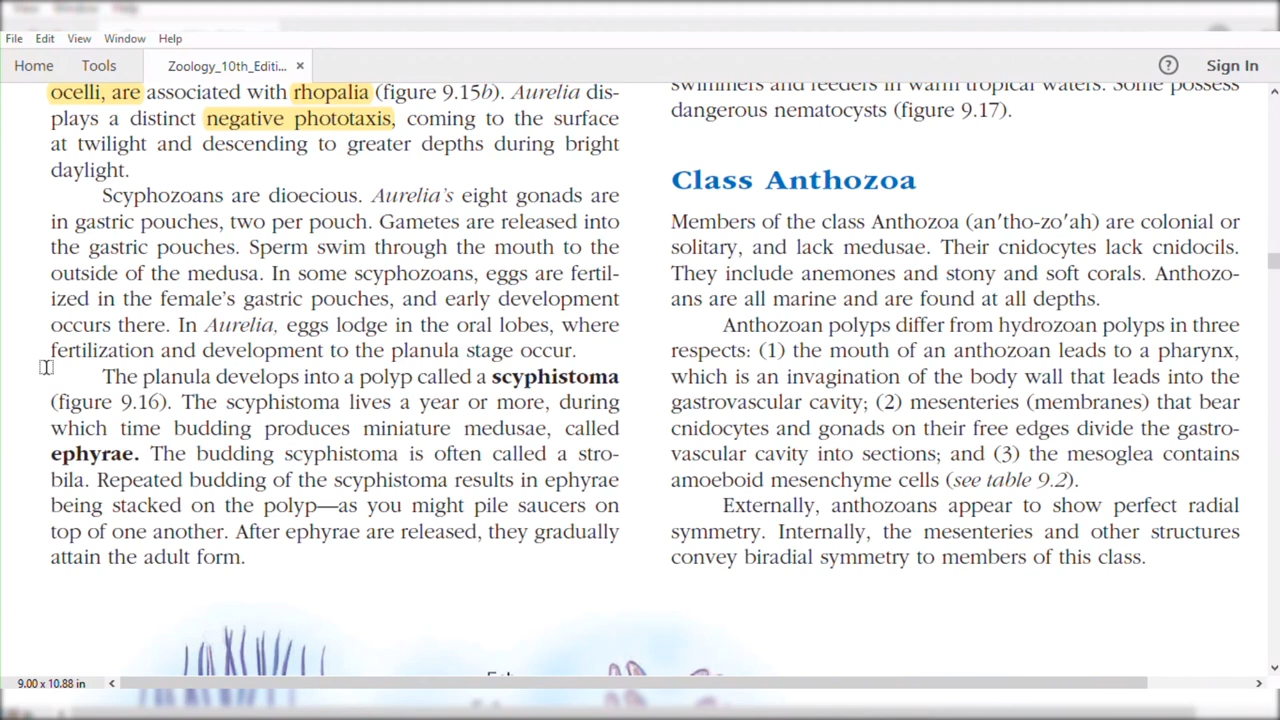 File Edit View Window Help
Home Tools Zoology_10th_Editi... × ? Sign In
ocelli, are associated with rhopalia (figure 9.15b). Aurelia dis-
plays a distinct negative phototaxis, coming to the surface
at twilight and descending to greater depths during bright
daylight.
Scyphozoans are dioecious. Aurelia's eight gonads are
in gastric pouches, two per pouch. Gametes are released into
the gastric pouches. Sperm swim through the mouth to the
outside of the medusa. In some scyphozoans, eggs are fertil-
ized in the female's gastric pouches, and early development
occurs there. In Aurelia, eggs lodge in the oral lobes, where
fertilization and development to the planula stage occur.
The planula develops into a polyp called a scyphistoma
(figure 9.16). The scyphistoma lives a year or more, during
which time budding produces miniature medusae, called
ephyrae. The budding scyphistoma is often called a stro-
bila. Repeated budding of the scyphistoma results in ephyrae
being stacked on the polyp—as you might pile saucers on
top of one another. After ephyrae are released, they gradually
attain the adult form.
swimmers and feeders in warm tropical waters. Some possess
dangerous nematocysts (figure 9.17).
Class Anthozoa
Members of the class Anthozoa (an′tho-zo′ah) are colonial or
solitary, and lack medusae. Their cnidocytes lack cnidocils.
They include anemones and stony and soft corals. Anthozo-
ans are all marine and are found at all depths.
Anthozoan polyps differ from hydrozoan polyps in three
respects: (1) the mouth of an anthozoan leads to a pharynx,
which is an invagination of the body wall that leads into the
gastrovascular cavity; (2) mesenteries (membranes) that bear
cnidocytes and gonads on their free edges divide the gastro-
vascular cavity into sections; and (3) the mesoglea contains
amoeboid mesenchyme cells (see table 9.2).
Externally, anthozoans appear to show perfect radial
symmetry. Internally, the mesenteries and other structures
convey biradial symmetry to members of this class.
9.00 x 10.88 in